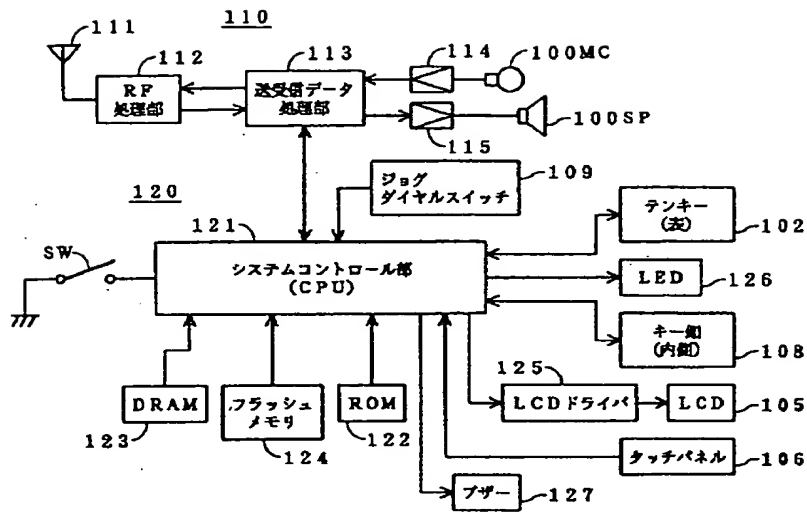 110
111
112
113
114
100MC
RF
処理部
送受信データ
処理部
115
100SP
120
121
ジョグ
ダイヤルスイッチ
109
SW
システムコントロール部
(CPU)
テンキー
(表)
102
LED
126
キー側
(内側)
108
125
DRAM
フラッシュ
メモリ
ROM
LCDドライバ
LCD
105
123
124
122
タッチパネル
106
ブザー
127